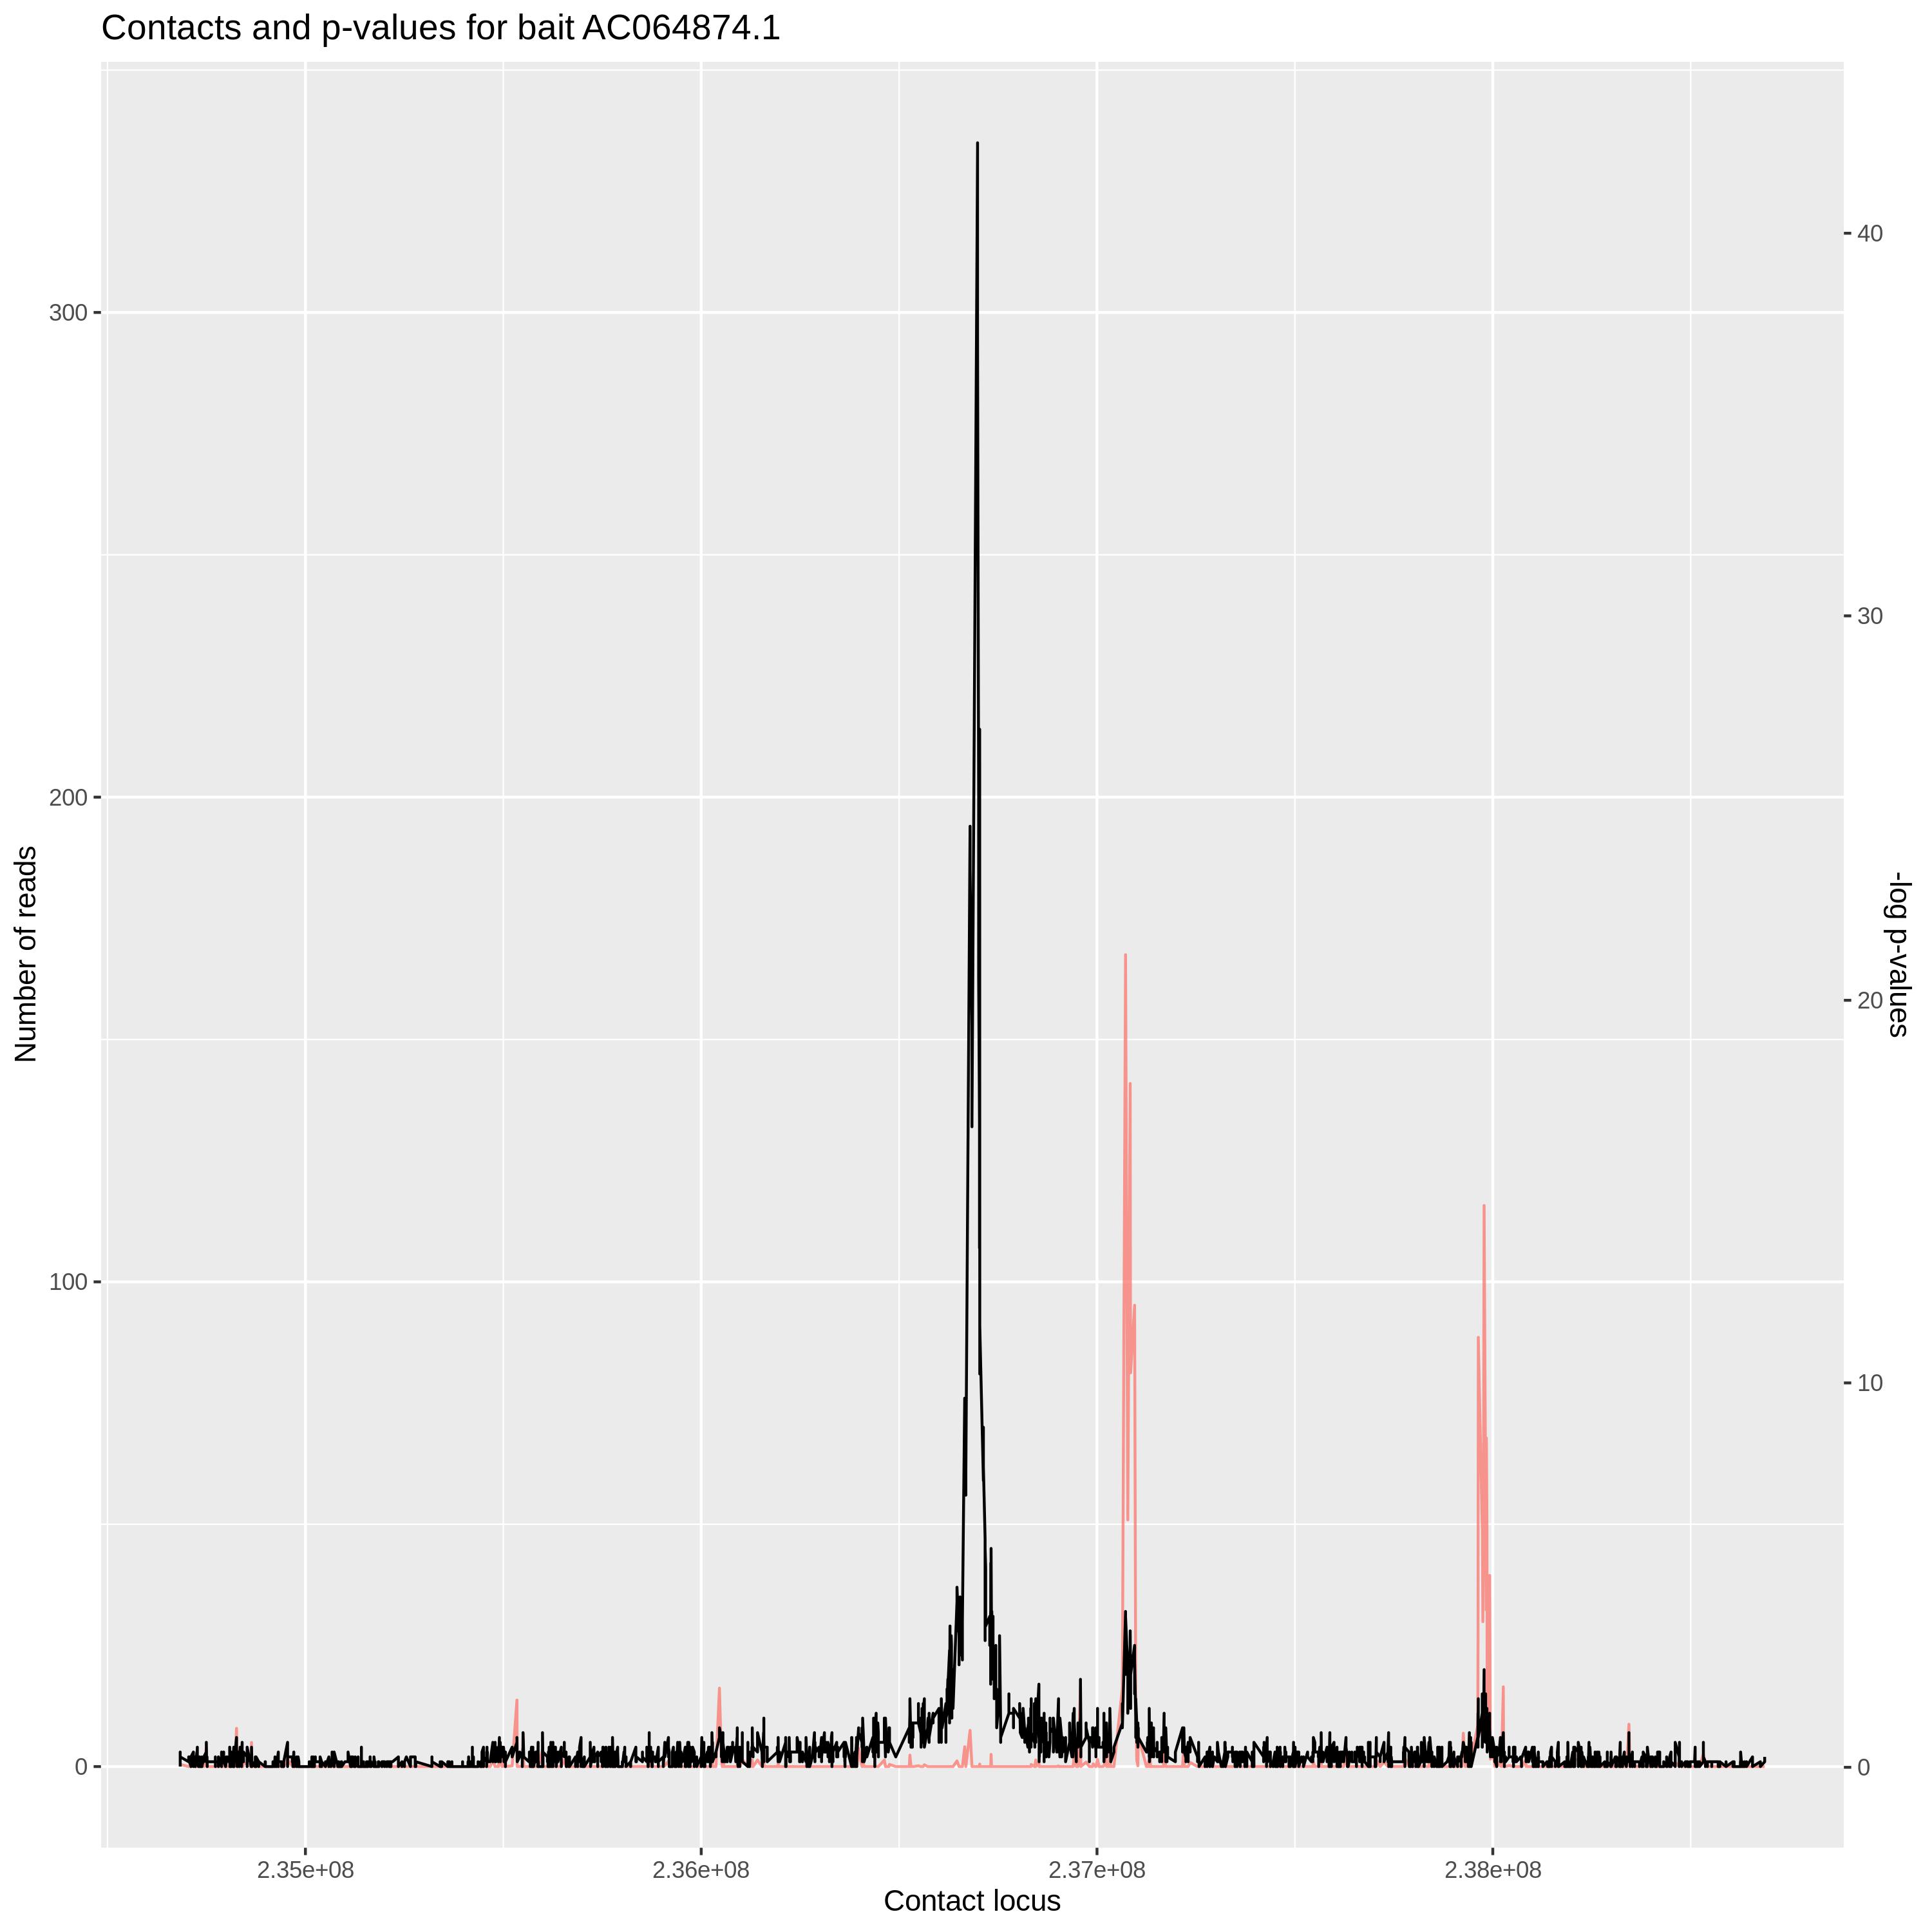 Contacts and p-values for bait AC064874.1
300
200
100
0
Number of reads
40
30
20
10
0
-log p-values
2.35e+08 2.36e+08 2.37e+08 2.38e+08
Contact locus